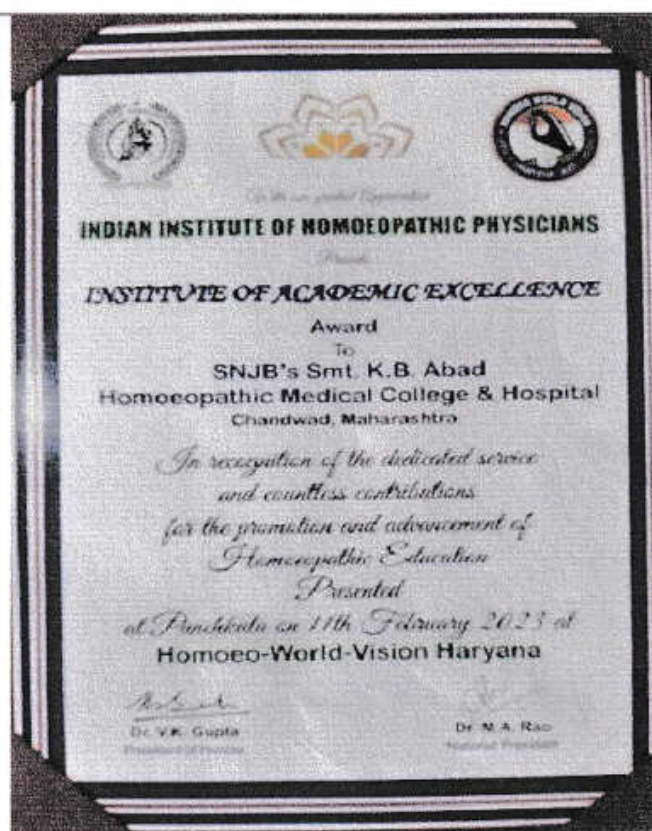 INDIAN INSTITUTE OF HOMOEOPATHIC PHYSICIANS
INSTITUTE OF ACADEMIC EXCELLENCE
Award
To
SNJB's Smt. K.B. Abad
Homoeopathic Medical College & Hospital
Chandwad, Maharashtra
In recognition of the dedicated service
and countless contributions
for the promotion and advancement of
Homoeopathic Education
Presented
at Panchkula on 11th February 2023 at
Homoeo-World-Vision Haryana
Dr. V.K. Gupta
Dr. M.A. Rao
National President